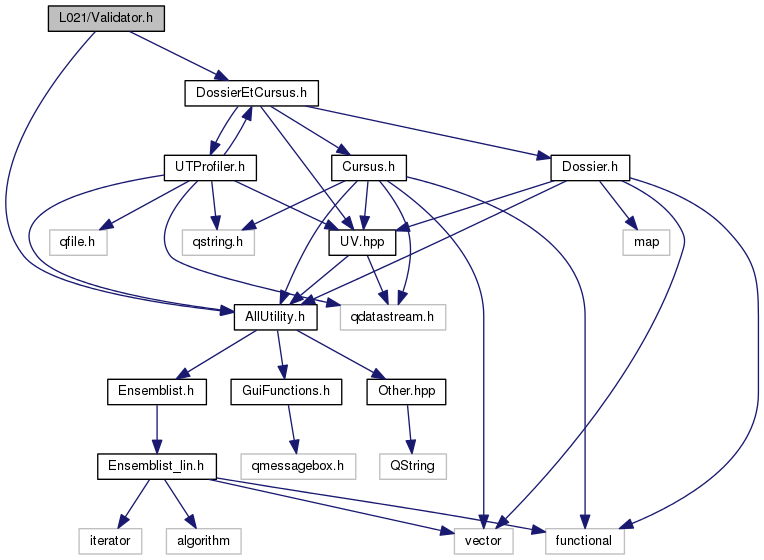 L021/Validator.h
DossierEtCursus.h
UTProfiler.h
Cursus.h
Dossier.h
qfile.h
qstring.h
UV.hpp
map
AllUtility.h
qdatastream.h
Ensemblist.h
GuiFunctions.h
Other.hpp
Ensemblist_lin.h
qmessagebox.h
QString
iterator
algorithm
vector
functional